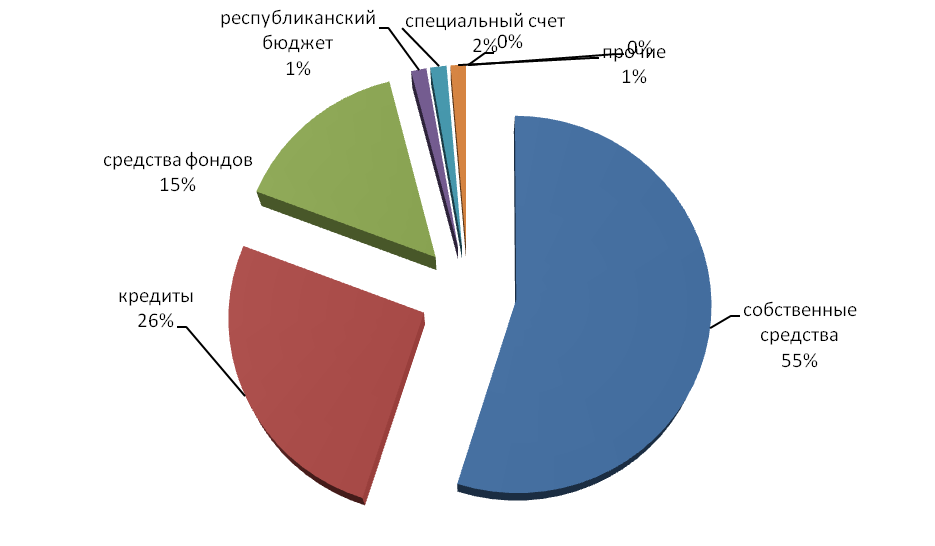 республиканский
бюджет
1%
специальный счет
2%
0%
0%
прочие
1%
средства фондов
15%
кредиты
26%
собственные
средства
55%